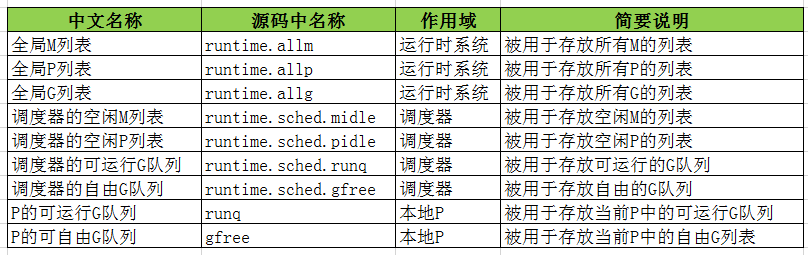 中文名称 源码中名称 作用域 简要说明
全局M列表 runtime.allm 运行时系统 被用于存放所有M的列表
全局P列表 runtime.allp 运行时系统 被用于存放所有P的列表
全局G列表 runtime.allg 运行时系统 被用于存放所有G的列表
调度器的空闲M列表 runtime.sched.midle 调度器 被用于存放空闲M的列表
调度器的空闲P列表 runtime.sched.pidle 调度器 被用于存放空闲P的列表
调度器的可运行G队列 runtime.sched.runq 调度器 被用于存放可运行的G队列
调度器的自由G队列 runtime.sched.gfree 调度器 被用于存放自由的G队列
P的可运行G队列 runq 本地P 被用于存放当前P中的可运行G队列
P的可自由G队列 gfree 本地P 被用于存放当前P中的自由G列表